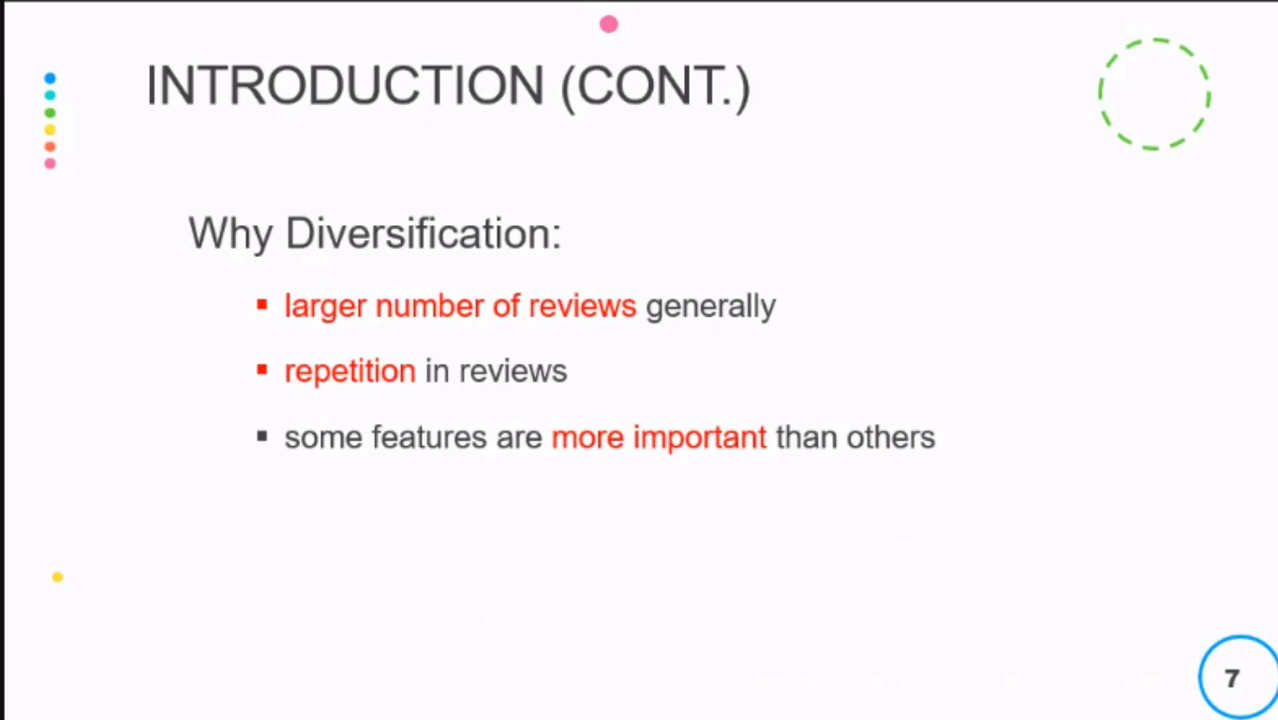 INTRODUCTION (CONT.)
Why Diversification:
▪ larger number of reviews generally
▪ repetition in reviews
▪ some features are more important than others
7